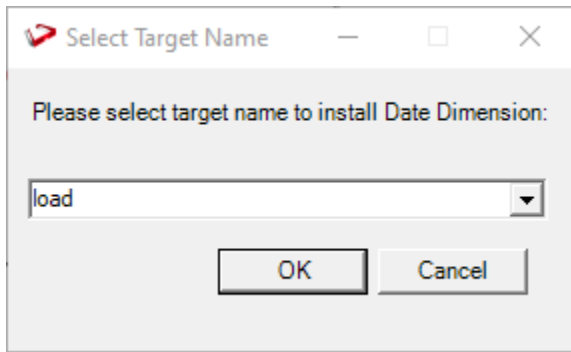 Select Target Name
Please select target name to install Date Dimension:
load
OK Cancel